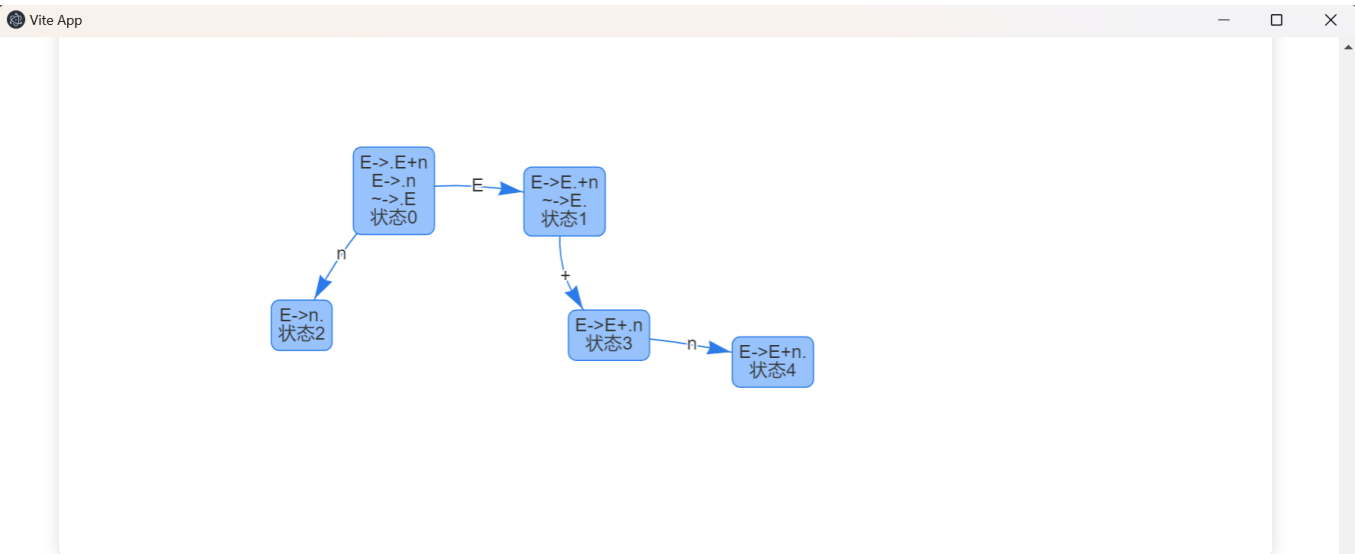 Vite App
E->.E+n
E->.n
~->.E
状态0
E
E->E.+n
~->E.
状态1
n
+
E->n.
状态2
E->E+.n
状态3
n
E->E+n.
状态4